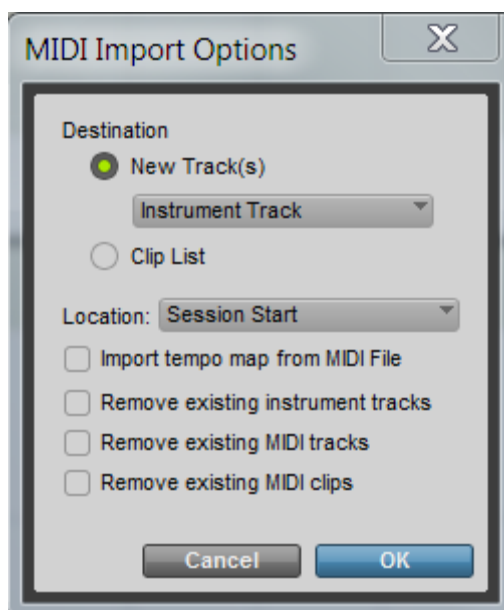 MIDI Import Options
Destination
New Track(s)
Instrument Track
Clip List
Location: Session Start
Import tempo map from MIDI File
Remove existing instrument tracks
Remove existing MIDI tracks
Remove existing MIDI clips
Cancel OK